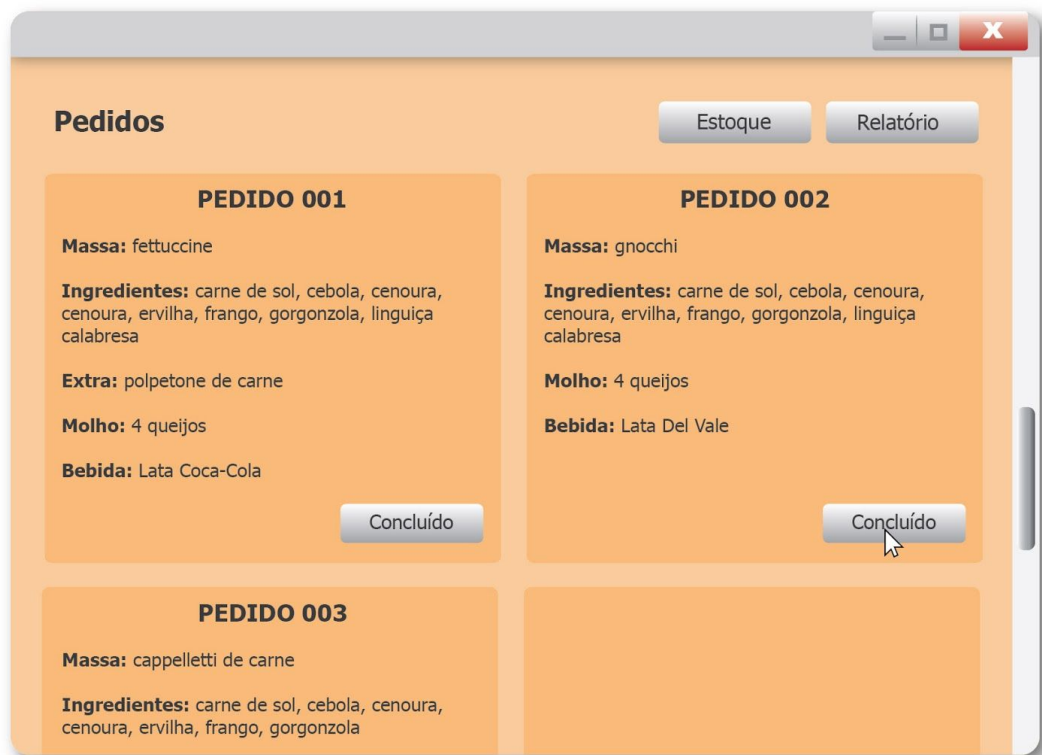 X
Pedidos
Estoque
Relatório
PEDIDO 001
Massa: fettuccine
Ingredientes: carne de sol, cebola, cenoura,
cenoura, ervilha, frango, gorgonzola, linguiça
calabresa
Extra: polpetone de carne
Molho: 4 queijos
Bebida: Lata Coca-Cola
Concluído
PEDIDO 002
Massa: gnocchi
Ingredientes: carne de sol, cebola, cenoura,
cenoura, ervilha, frango, gorgonzola, linguiça
calabresa
Molho: 4 queijos
Bebida: Lata Del Vale
Concluído
PEDIDO 003
Massa: cappelletti de carne
Ingredientes: carne de sol, cebola, cenoura,
cenoura, ervilha, frango, gorgonzola